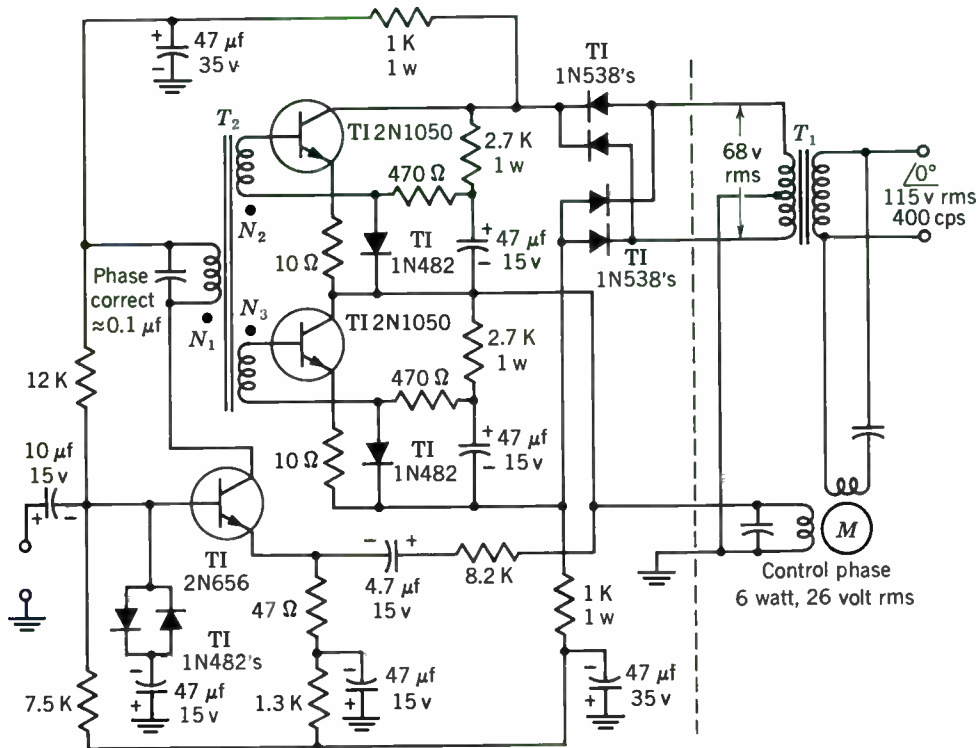 +
47 μf
−
35 v
1 K
1 w
TI
1N538's
T₂
TI 2N1050
2.7 K
1 w
68 v
rms
T₁
/0°
115 v rms
400 cps
470 Ω
N₂
TI
1N482
+
47 μf
−
15 v
TI
1N538's
10 Ω
Phase
correct
≈0.1 μf
N₁
N₃
TI 2N1050
2.7 K
1 w
12 K
470 Ω
10 Ω
TI
1N482
+
47 μf
−
15 v
10 μf
15 v
+
−
TI
2N656
−
+
4.7 μf
15 v
8.2 K
M
Control phase
6 watt, 26 volt rms
47 Ω
1 K
1 w
TI
1N482's
−
47 μf
+
15 v
7.5 K
1.3 K
−
47 μf
+
15 v
−
47 μf
+
35 v